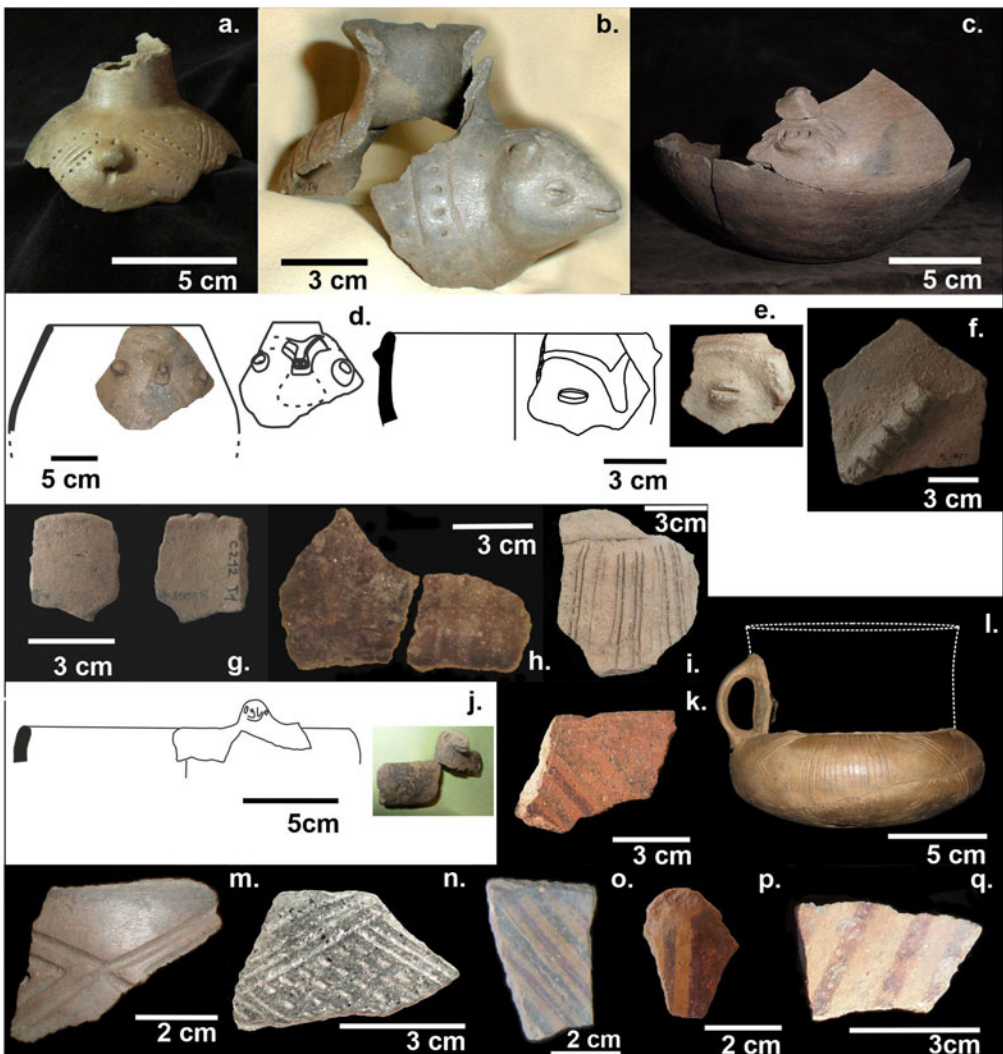 a.
5 cm
b.
3 cm
c.
5 cm
d.
5 cm
3 cm
e.
f.
3 cm
C212 T1
3 cm
g.
3 cm
h.
3cm
i.
j.
5cm
k.
3 cm
l.
5 cm
m.
2 cm
n.
3 cm
o.
2 cm
p.
2 cm
q.
3cm